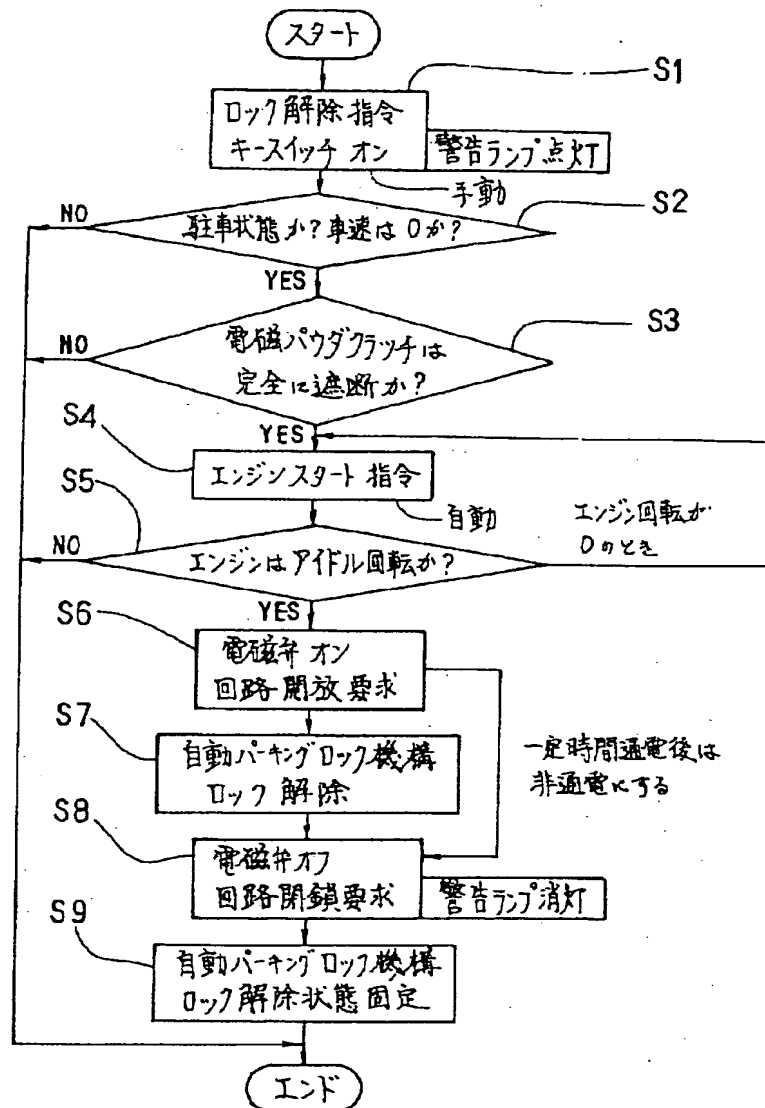 スタート
S1
ロック解除指令
キースイッチ オン
警告ランプ点灯
手動
S2
NO
駐車状態か?車速は0か?
YES
S3
NO
電磁パウダクラッチは
完全に遮断か?
YES
S4
エンジンスタート指令
自動
S5
エンジン回転が
0のとき
NO
エンジンはアイドル回転か?
YES
S6
電磁弁オン
回路開放要求
S7
自動パーキングロック機構
ロック解除
一定時間通電後は
非通電にする
S8
電磁弁オフ
回路閉鎖要求
警告ランプ消灯
S9
自動パーキングロック機構
ロック解除状態固定
エンド